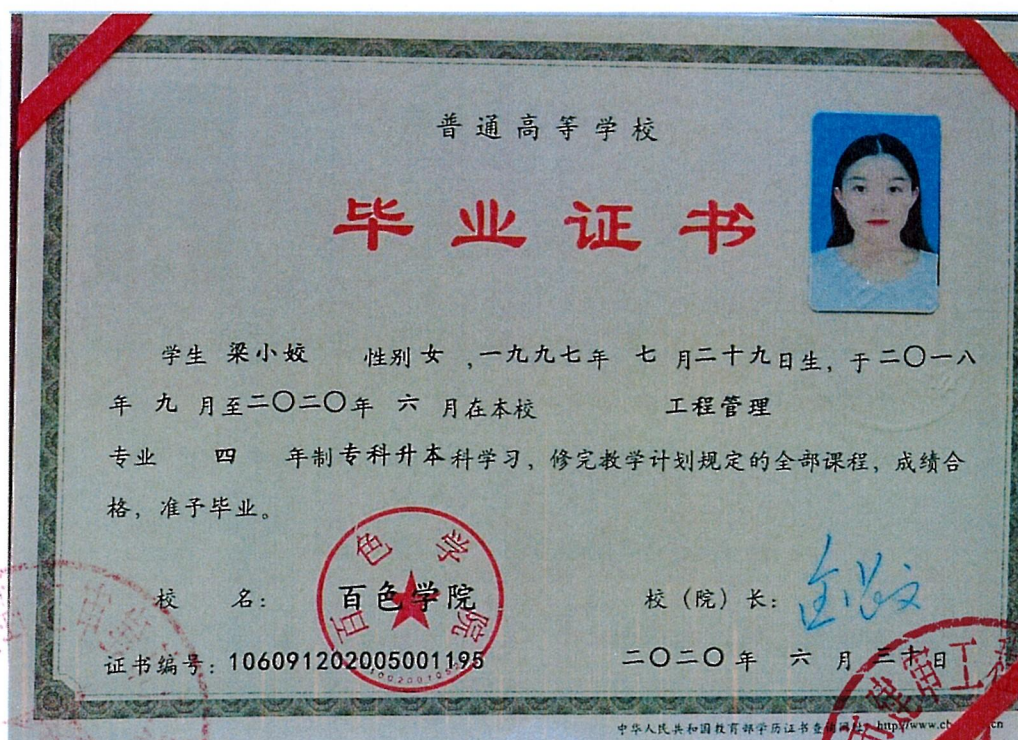 普通高等学校
毕业证书
学生 梁小姣 性别 女 ,一九九七年 七 月二十九日生，于二〇一八
年 九 月至二〇二〇年 六 月在本校 工程管理
专业 四 年制专科升本科学习，修完教学计划规定的全部课程，成绩合
格，准予毕业。
百色学院
校 名： 百色学院 校（院）长：
证书编号：106091202005001195 二〇二〇年 六 月 三十日
中华人民共和国教育部学历证书查询网址：http://www.ch